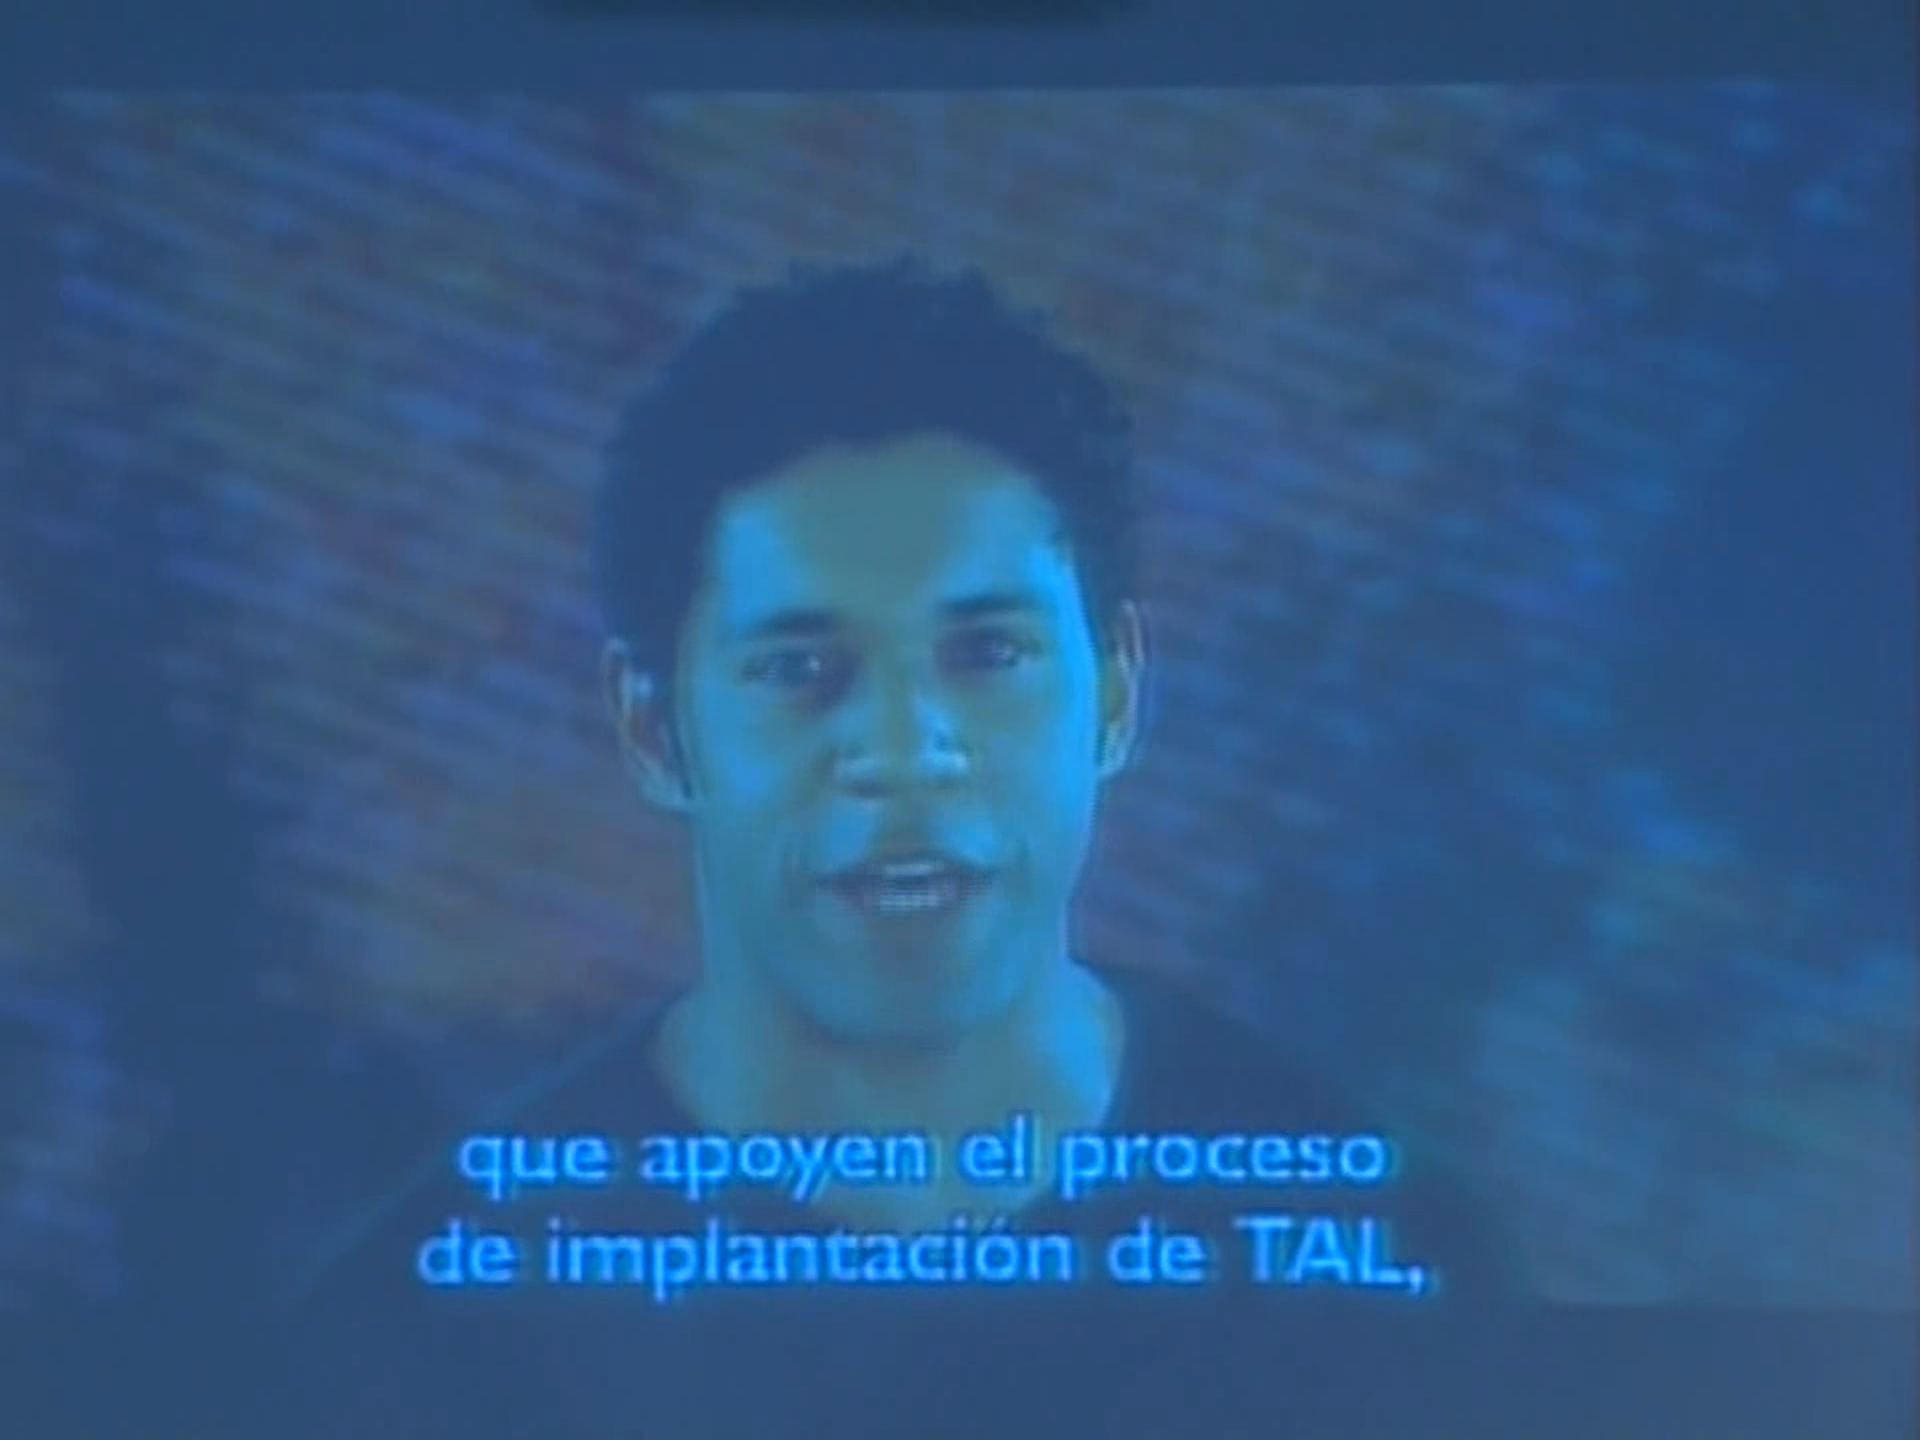 que apoyen el proceso
de implantación de TAL,